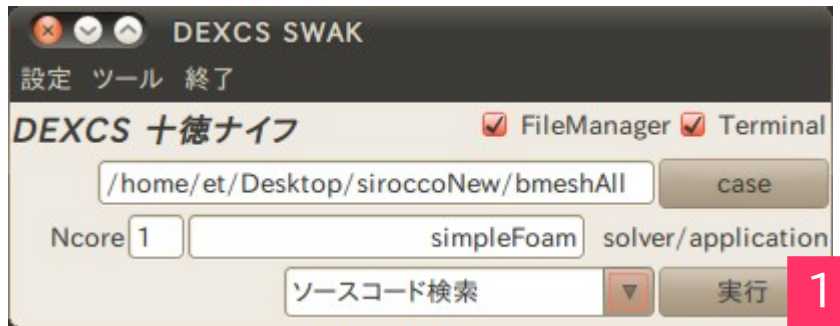 DEXCS SWAK
設定 ツール 終了
DEXCS 十徳ナイフ FileManager Terminal
/home/et/Desktop/siroccoNew/bmeshAll case
Ncore 1 simpleFoam solver/application
ソースコード検索 実行 1